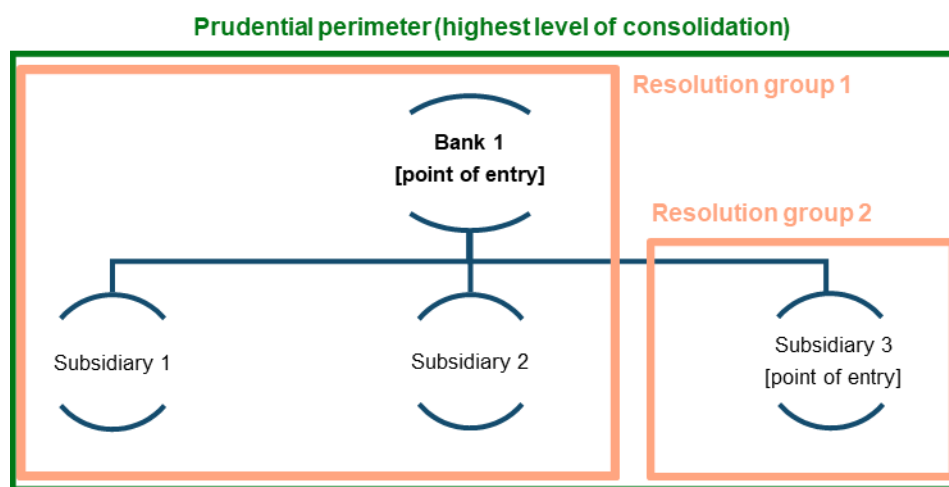 Prudential perimeter (highest level of consolidation)
Resolution group 1
Bank 1
[point of entry]
Resolution group 2
Subsidiary 1
Subsidiary 2
Subsidiary 3
[point of entry]